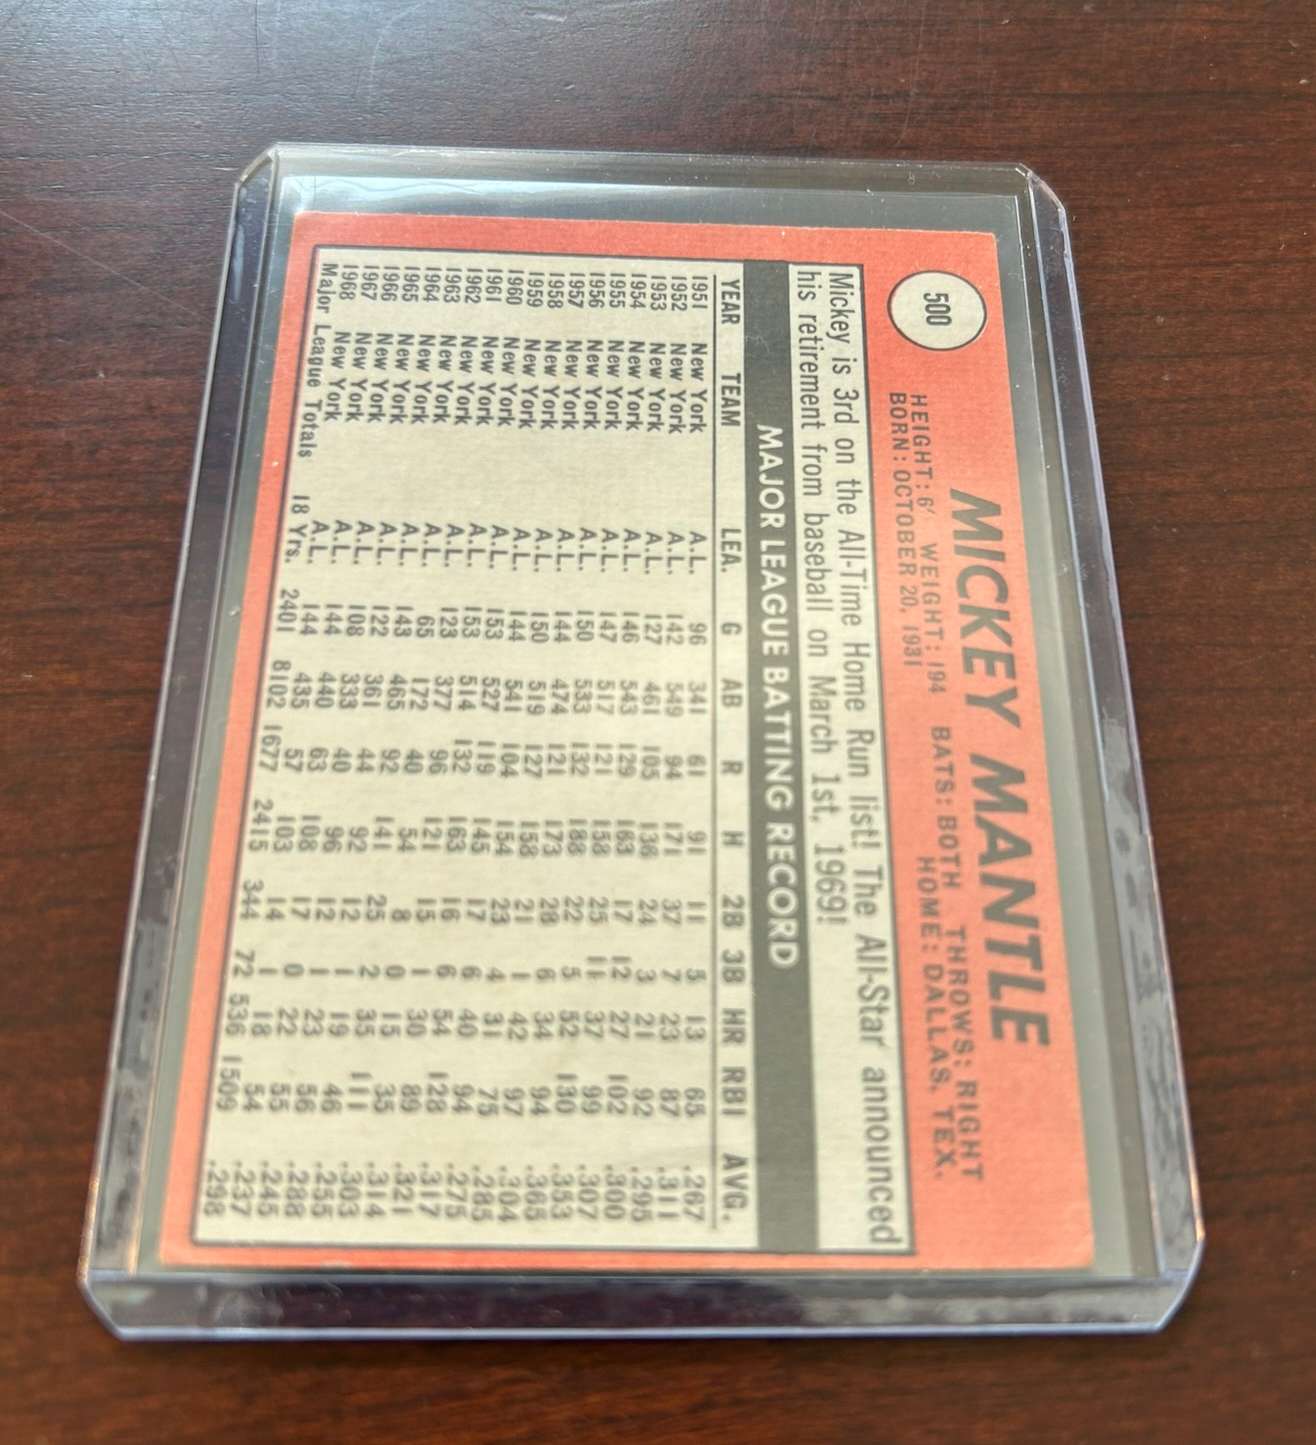 500
MICKEY MANTLE
HEIGHT: 6' WEIGHT: 194 BATS: BOTH THROWS: RIGHT
BORN: OCTOBER 20, 1931 HOME: DALLAS, TEX.
Mickey is 3rd on the All-Time Home Run list! The All-Star announced
his retirement from baseball on March 1st, 1969!
MAJOR LEAGUE BATTING RECORD
YEAR TEAM LEA. G AB R H 2B 3B HR RBI AVG.
1951 New York A.L. 96 341 61 91 11 5 13 65 .267
1952 New York A.L. 142 549 94 171 37 7 23 87 .311
1953 New York A.L. 127 461 105 136 24 3 21 92 .295
1954 New York A.L. 146 543 129 163 17 12 27 102 .300
1955 New York A.L. 147 517 121 158 25 11 37 99 .307
1956 New York A.L. 150 533 132 188 22 5 52 130 .353
1957 New York A.L. 144 474 121 173 28 6 34 94 .365
1958 New York A.L. 150 519 127 158 21 1 42 97 .304
1959 New York A.L. 144 541 104 154 23 4 31 75 .285
1960 New York A.L. 153 527 119 145 17 6 40 94 .275
1961 New York A.L. 153 514 132 163 16 6 54 128 .317
1962 New York A.L. 123 377 96 121 15 1 30 89 .321
1963 New York A.L. 65 172 40 54 8 0 15 35 .314
1964 New York A.L. 143 465 92 141 25 2 35 111 .303
1965 New York A.L. 122 361 44 92 12 1 19 46 .255
1966 New York A.L. 108 333 40 96 12 1 23 56 .288
1967 New York A.L. 144 440 63 108 17 0 22 55 .245
1968 New York A.L. 144 435 57 103 14 1 18 54 .237
Major League Totals 18 Yrs. 2401 8102 1677 2415 344 72 536 1509 .298